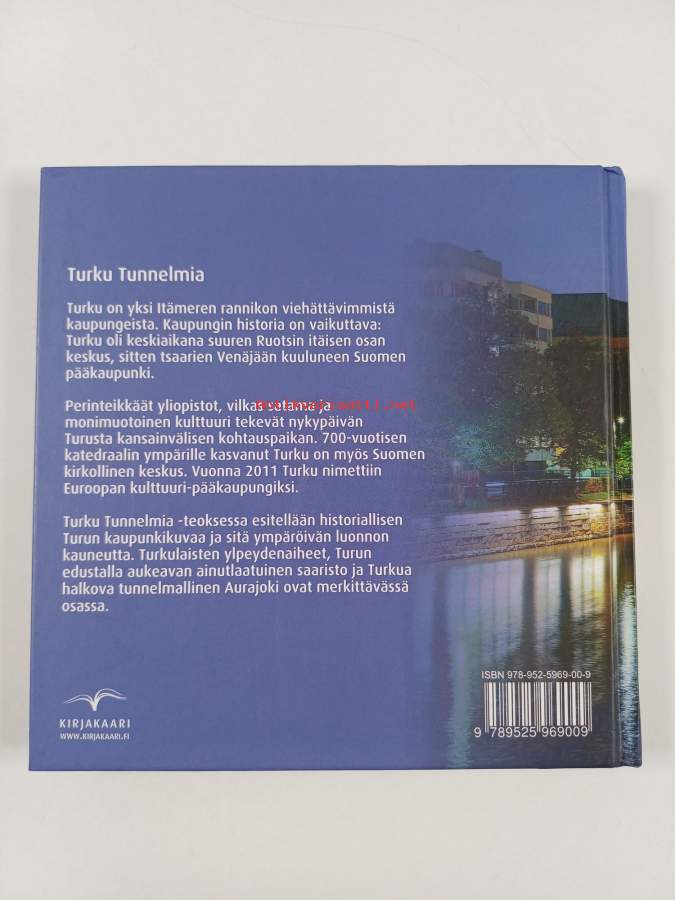 Turku Tunnelmia
Turku on yksi Itämeren rannikon viehättävimmistä
kaupungeista. Kaupungin historia on vaikuttava:
Turku oli keskiaikana suuren Ruotsin itäisen osan
keskus, sitten tsaarien Venäjään kuuluneen Suomen
pääkaupunki.
Perinteikkäät yliopistot, vilkas satama ja
monimuotoinen kulttuuri tekevät nykypäivän
Turusta kansainvälisen kohtauspaikan. 700-vuotisen
katedraalin ympärille kasvanut Turku on myös Suomen
kirkollinen keskus. Vuonna 2011 Turku nimettiin
Euroopan kulttuuri-pääkaupungiksi.
Turku Tunnelmia -teoksessa esitellään historiallisen
Turun kaupunkikuvaa ja sitä ympäröivän luonnon
kauneutta. Turkulaisten ylpeydenaiheet, Turun
edustalla aukeavan ainutlaatuinen saaristo ja Turkua
halkova tunnelmallinen Aurajoki ovat merkittävässä
osassa.
KIRJAKAARI
WWW.KIRJAKAARI.FI
ISBN 978-952-5969-00-9
9 789525 969009